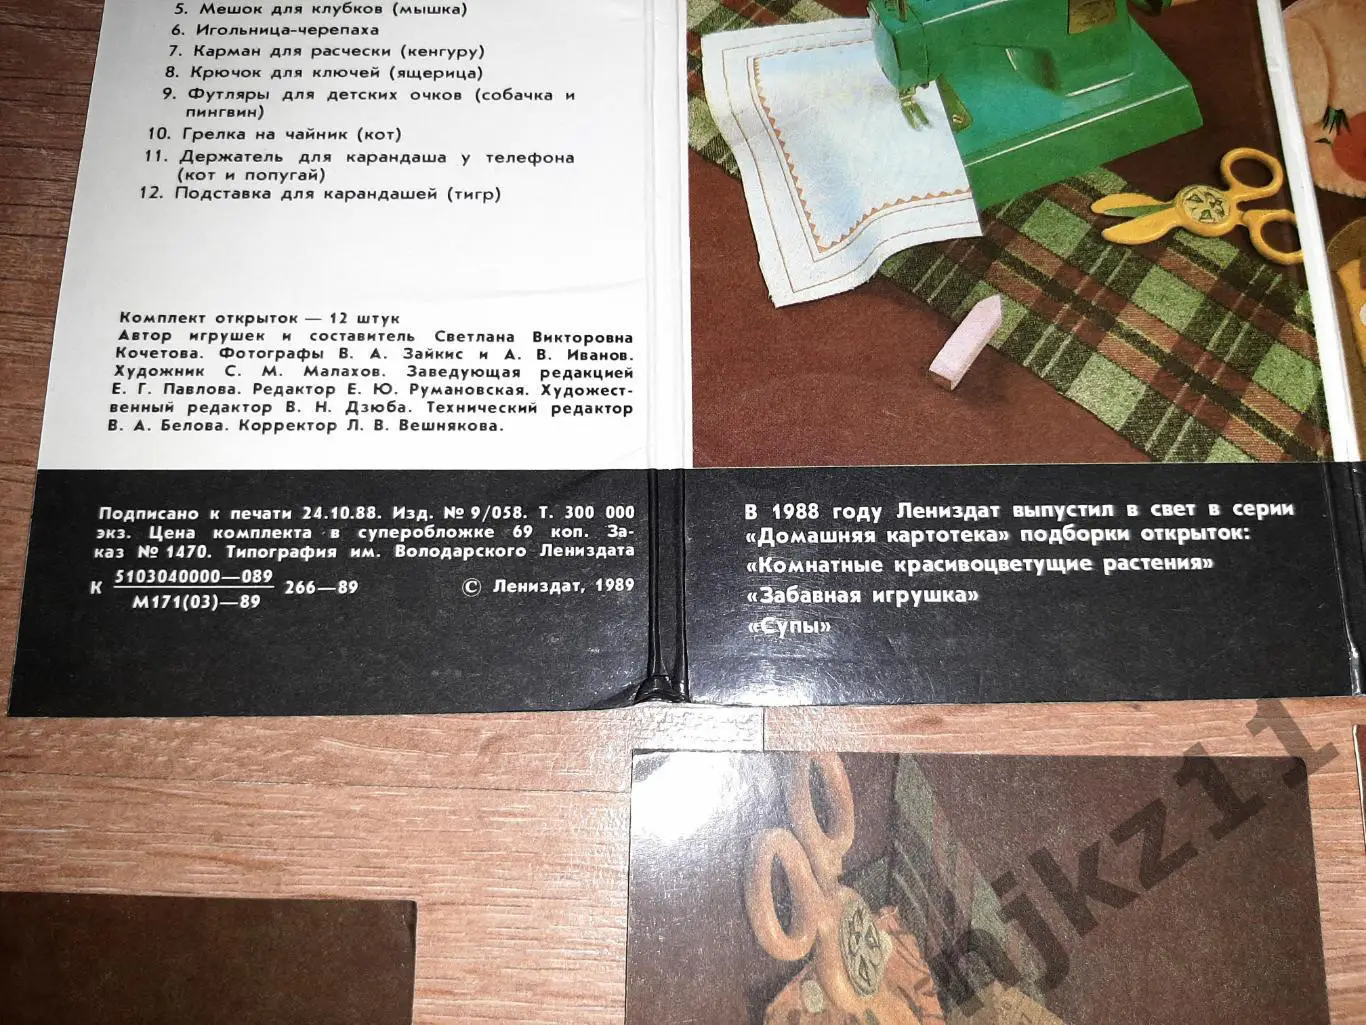 5. Мешок для клубков (мышка)
6. Игольница-черепаха
7. Карман для расчески (кенгуру)
8. Крючок для ключей (ящерица)
9. Футляры для детских очков (собачка и
пингвин)
10. Грелка на чайник (кот)
11. Держатель для карандаша у телефона
(кот и попугай)
12. Подставка для карандашей (тигр)
Комплект открыток — 12 штук
Автор игрушек и составитель Светлана Викторовна
Кочетова. Фотографы В. А. Зайкис и А. В. Иванов.
Художник С. М. Малахов. Заведующая редакцией
Е. Г. Павлова. Редактор Е. Ю. Румановская. Художест-
венный редактор В. Н. Дзюба. Технический редактор
В. А. Белова. Корректор Л. В. Вешнякова.
Подписано к печати 24.10.88. Изд. № 9/058. Т. 300 000
экз. Цена комплекта в суперобложке 69 коп. За-
каз № 1470. Типография им. Володарского Лениздата
К 5103040000—089
М171(03)—89 266—89 © Лениздат, 1989
В 1988 году Лениздат выпустил в свет в серии
«Домашняя картотека» подборки открыток:
«Комнатные красивоцветущие растения»
«Забавная игрушка»
«Супы»
njkz11